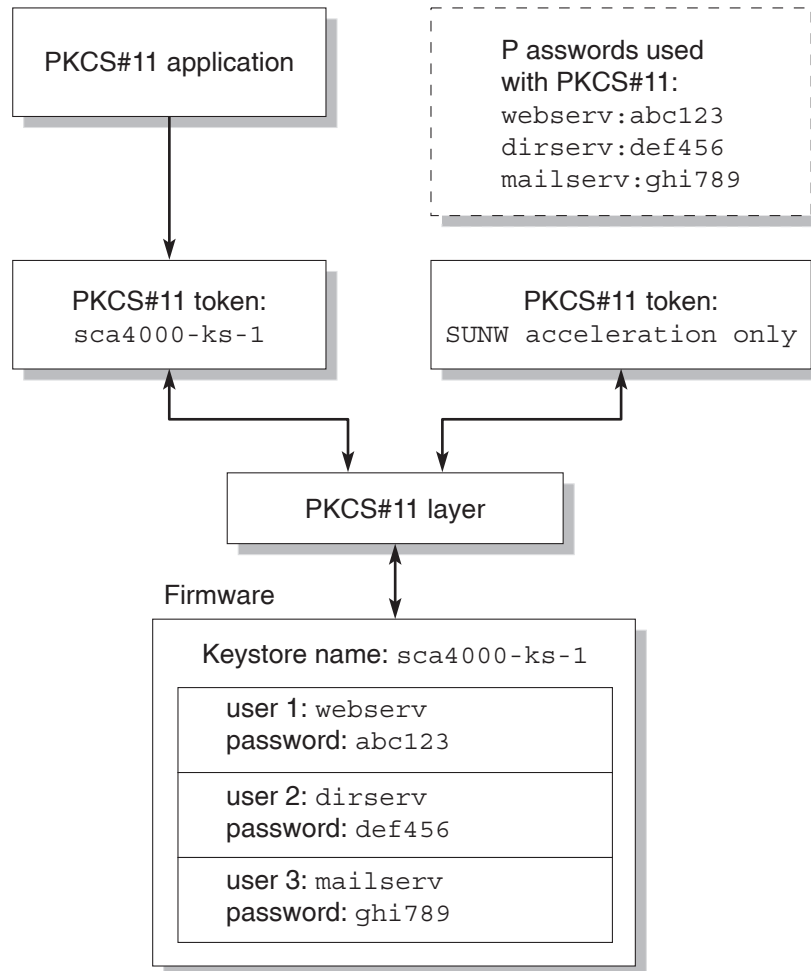 PKCS#11 application
P asswords used
with PKCS#11:
webserv:abc123
dirserv:def456
mailserv:ghi789
PKCS#11 token:
sca4000-ks-1
PKCS#11 token:
SUNW acceleration only
PKCS#11 layer
Firmware
Keystore name: sca4000-ks-1
user 1: webserv
password: abc123
user 2: dirserv
password: def456
user 3: mailserv
password: ghi789